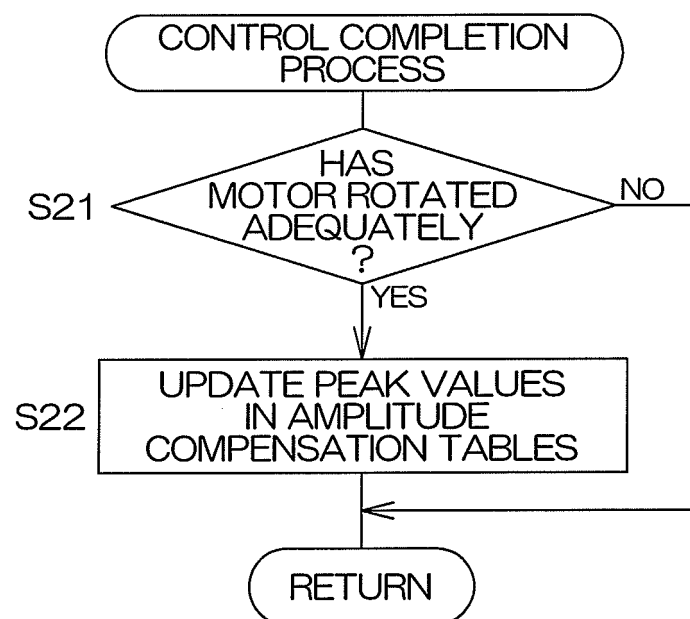 CONTROL COMPLETION
PROCESS
HAS
MOTOR ROTATED
ADEQUATELY
?
S21
NO
YES
UPDATE PEAK VALUES
IN AMPLITUDE
COMPENSATION TABLES
S22
RETURN